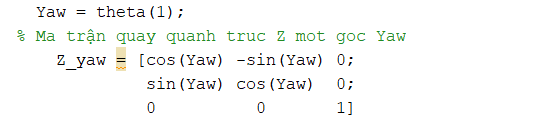 Yaw = theta(1);
% Ma trận quay quanh truc Z mot goc Yaw
Z_yaw = [cos(Yaw) -sin(Yaw) 0;
sin(Yaw) cos(Yaw) 0;
0 0 1]